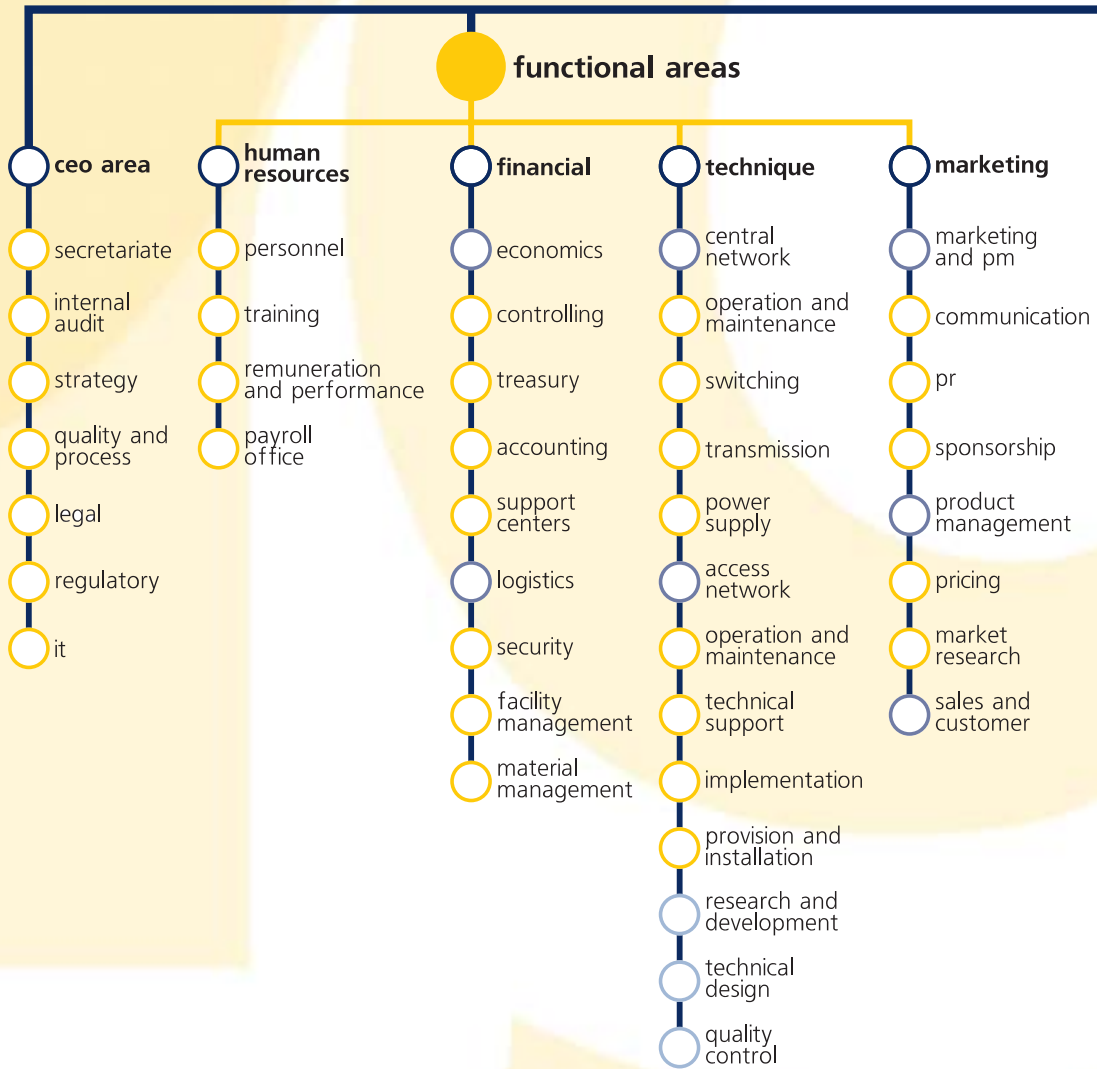 functional areas
ceo area
secretariate
internal
audit
strategy
quality and
process
legal
regulatory
it
human
resources
personnel
training
remuneration
and performance
payroll
office
financial
economics
controlling
treasury
accounting
support
centers
logistics
security
facility
management
material
management
technique
central
network
operation and
maintenance
switching
transmission
power
supply
access
network
operation and
maintenance
technical
support
implementation
provision and
installation
research and
development
technical
design
quality
control
marketing
marketing
and pm
communication
pr
sponsorship
product
management
pricing
market
research
sales and
customer